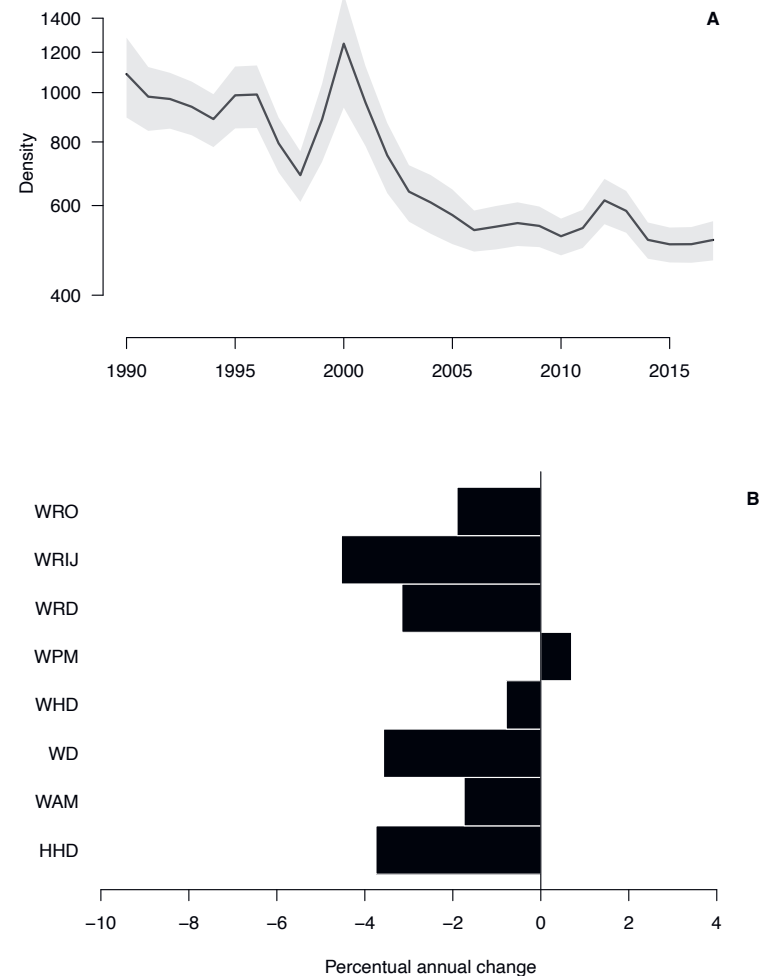 A
1400
1200
1000
800
600
400
Density
1990 1995 2000 2005 2010 2015
B
WRO
WRIJ
WRD
WPM
WHD
WD
WAM
HHD
−10 −8 −6 −4 −2 0 2 4
Percentual annual change